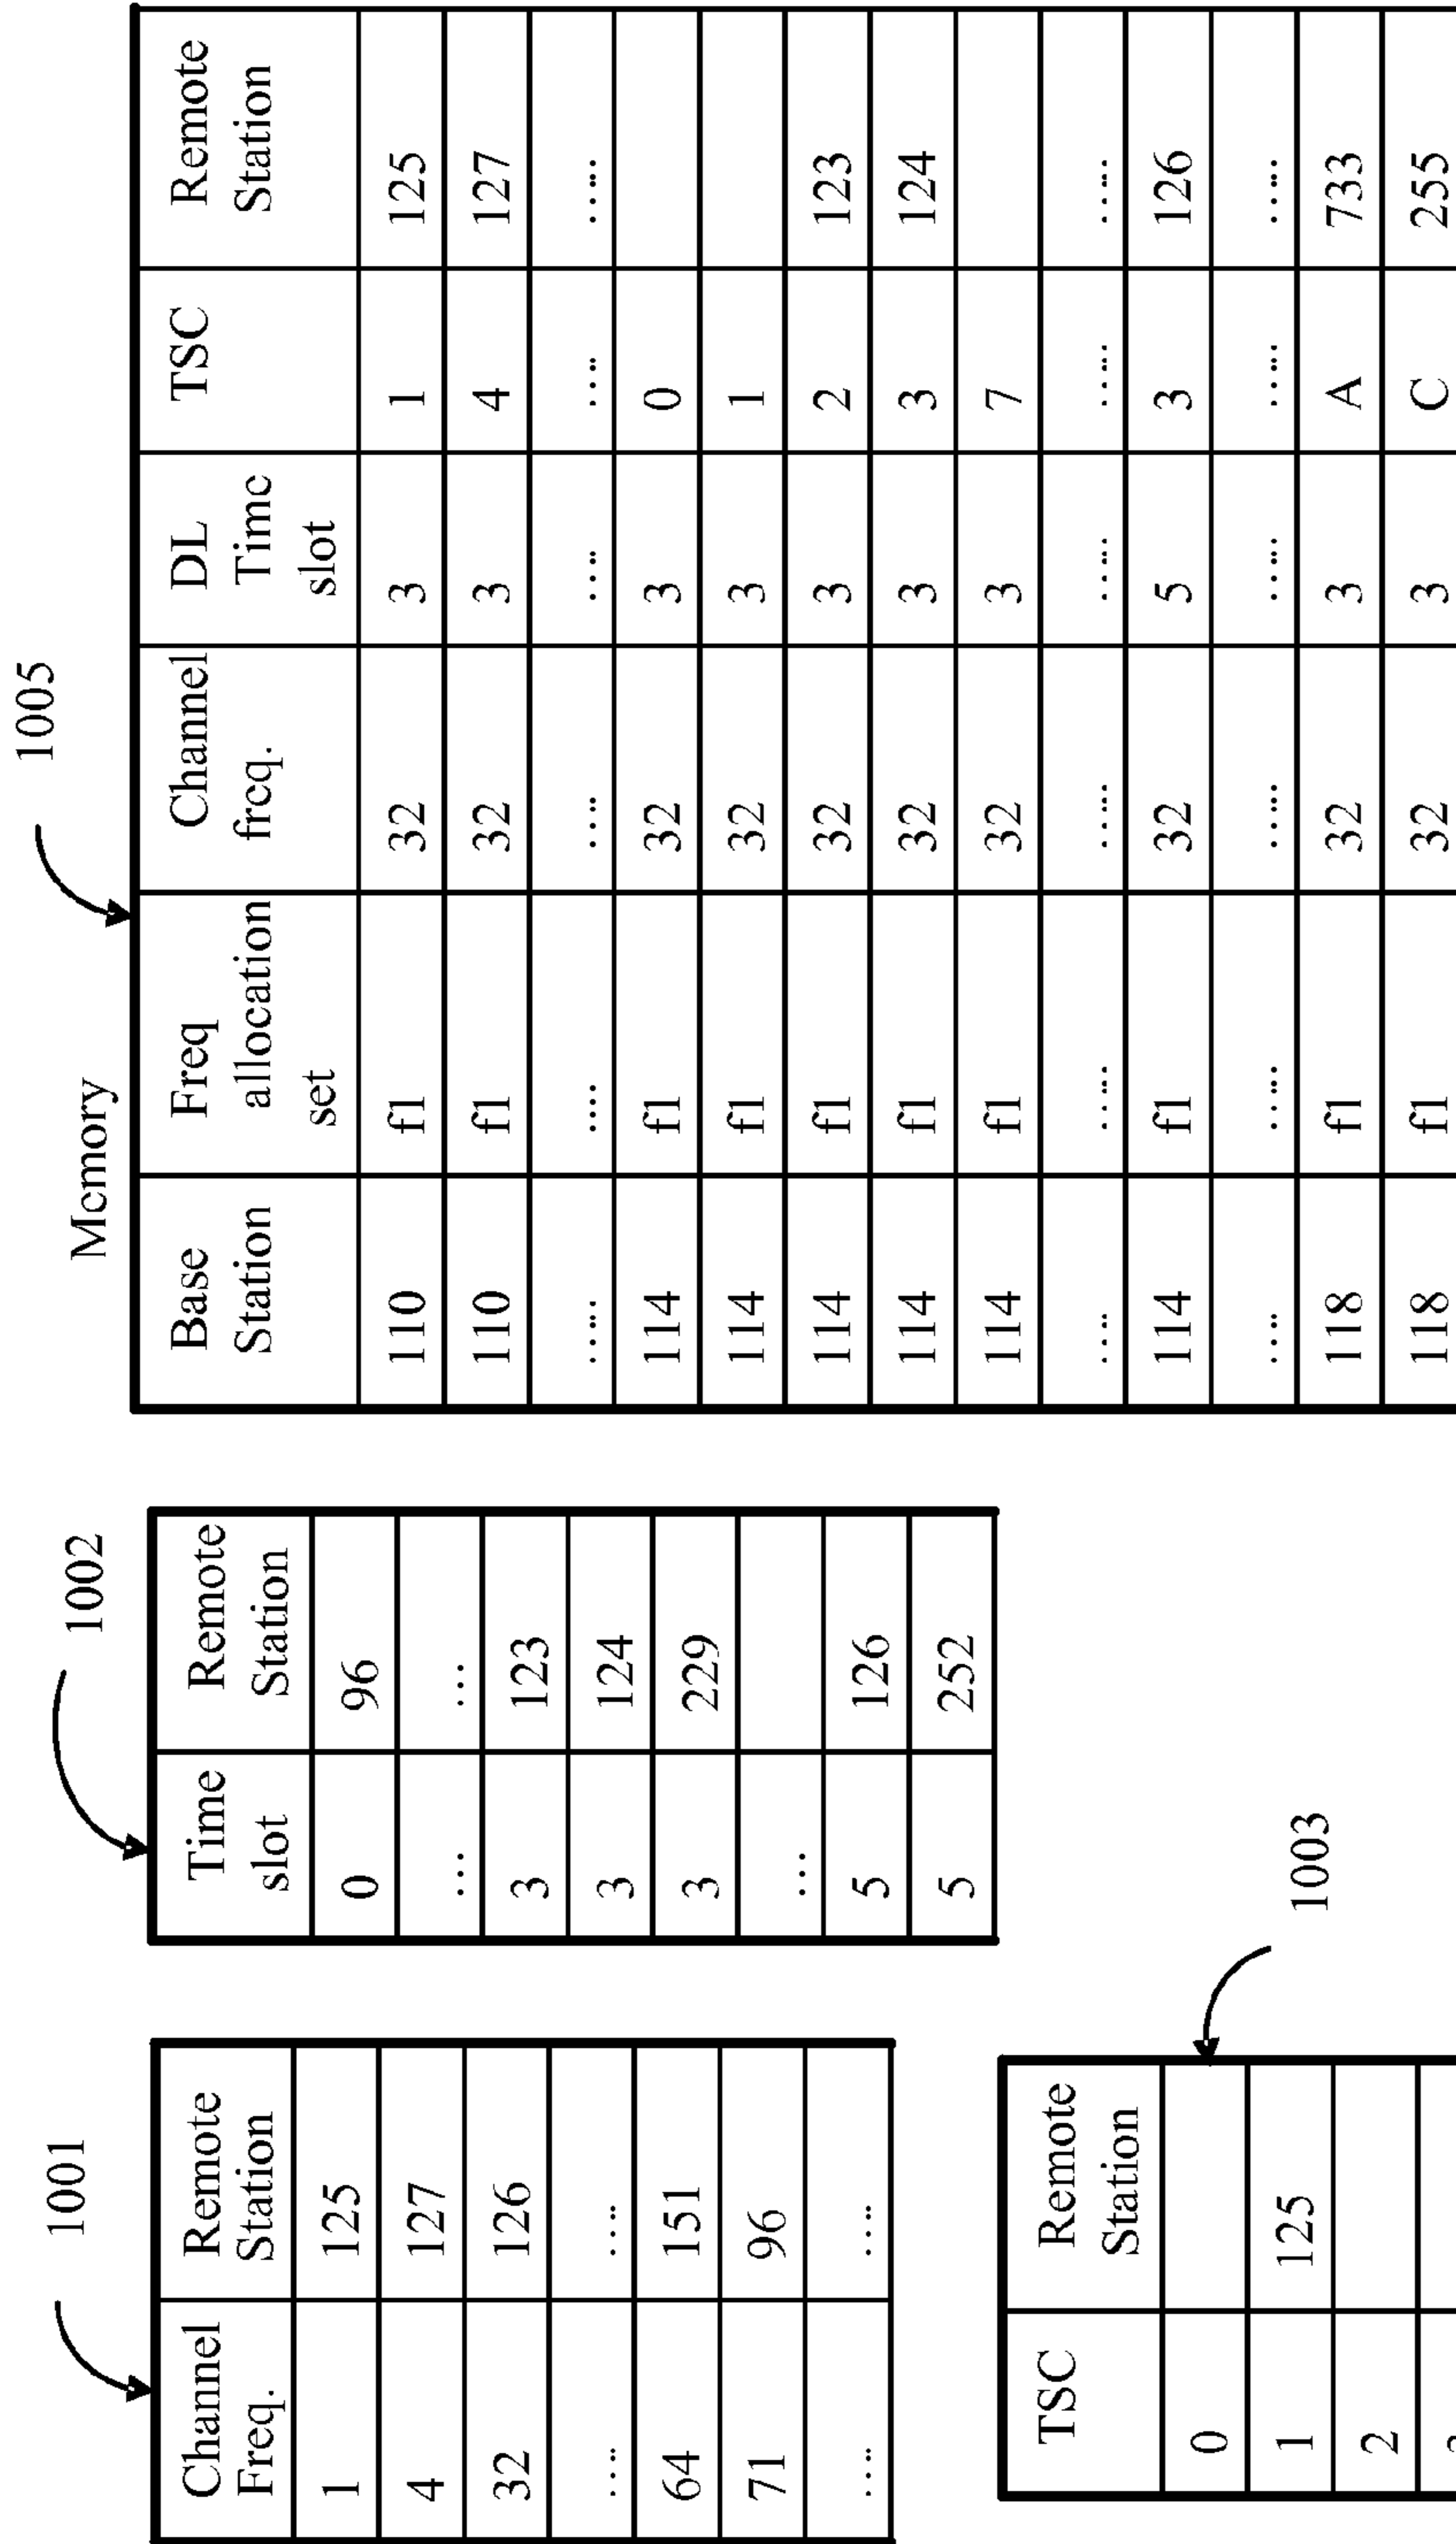 1001
Channel Remote
Freq. Station
1 125
4 127
32 126
.... ....
64 151
71 96
.... ....
1002
Time Remote
slot Station
0 96
... ...
3 123
3 124
3 229
...
5 126
5 252
1003
TSC Remote
Station
0
1 125
2
Memory
1005
Base Freq Channel DL TSC Remote
Station allocation freq. Time Station
set slot
110 f1 32 3 1 125
110 f1 32 3 4 127
..... .... ..... .... .... .....
114 f1 32 3 0
114 f1 32 3 1
114 f1 32 3 2 123
114 f1 32 3 3 124
114 f1 32 3 7
.... ..... ..... ..... ..... .....
114 f1 32 5 3 126
.... ..... ..... ..... ..... .....
118 f1 32 3 A 733
118 f1 32 3 C 255